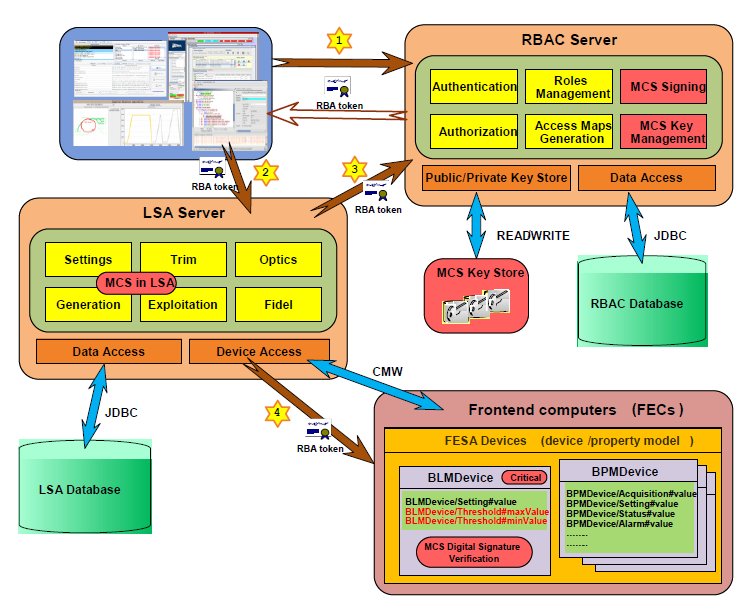 1
RBAC Server
Authentication
Roles
Management
MCS Signing
Authorization
Access Maps
Generation
MCS Key
Management
Public/Private Key Store
Data Access
RBA token
2
RBA token
3
RBA token
LSA Server
Settings
Trim
Optics
MCS in LSA
Generation
Exploitation
Fidel
Data Access
Device Access
READ/WRITE
JDBC
MCS Key Store
RBAC Database
CMW
JDBC
4
RBA token
LSA Database
Frontend computers (FECs )
FESA Devices (device /property model )
BLMDevice
Critical
BLMDevice/Setting#value
BLMDevice/Threshold#maxValue
BLMDevice/Threshold#minValue
MCS Digital Signature
Verification
BPMDevice
BPMDevice/Acquisition#value
BPMDevice/Setting#value
BPMDevice/Status#value
BPMDevice/Alarm#value
........
........